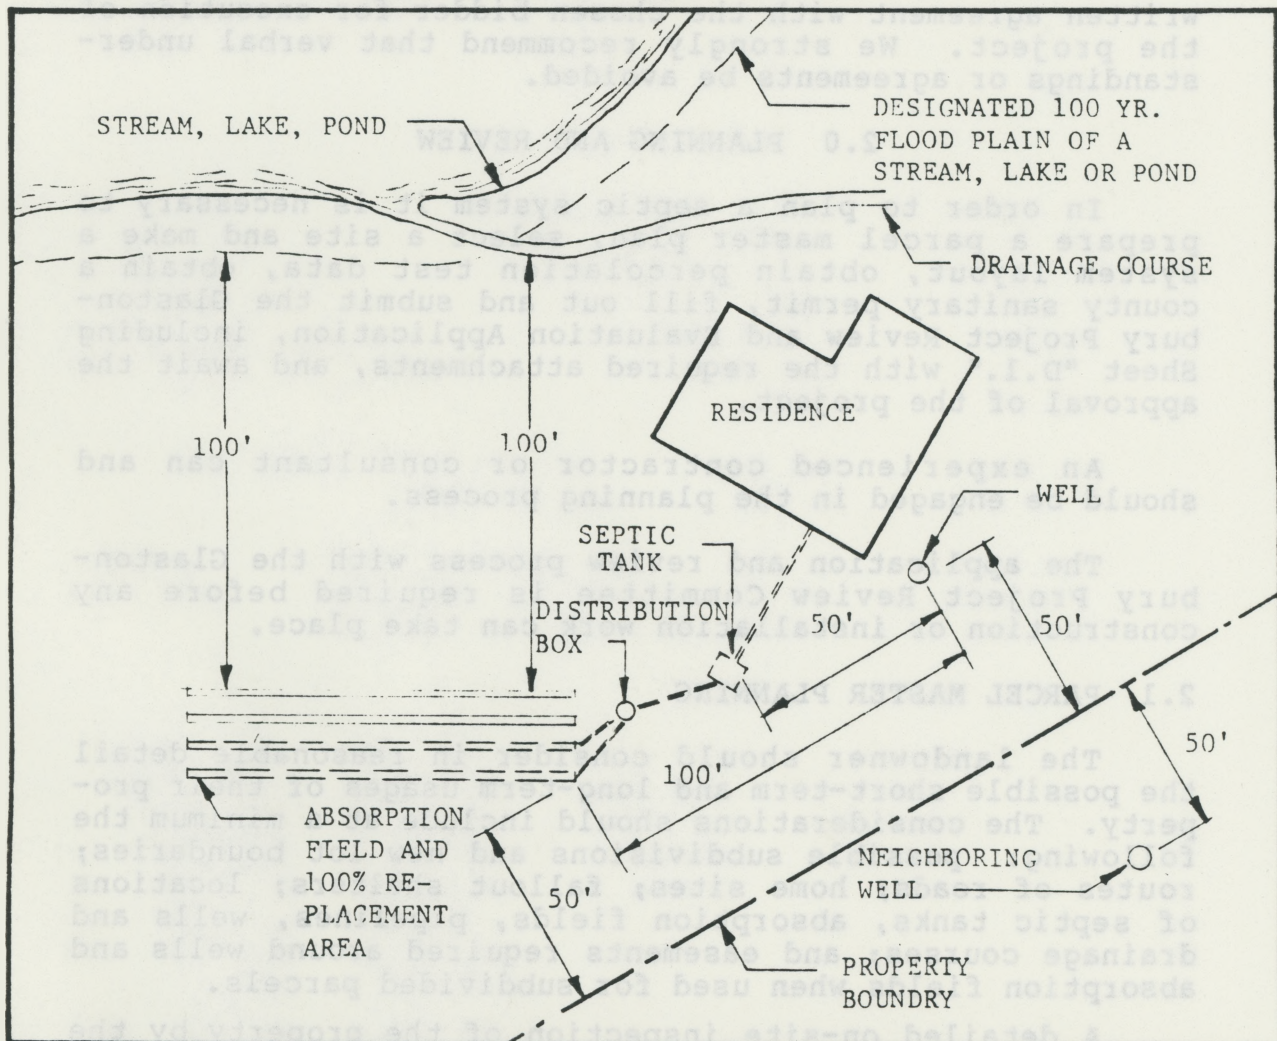 STREAM, LAKE, POND
DESIGNATED 100 YR.
FLOOD PLAIN OF A
STREAM, LAKE OR POND
DRAINAGE COURSE
RESIDENCE
100'
100'
WELL
SEPTIC
TANK
DISTRIBUTION
BOX
50'
50'
50'
100'
ABSORPTION
FIELD AND
100% RE-
PLACEMENT
AREA
50'
NEIGHBORING
WELL
PROPERTY
BOUNDRY